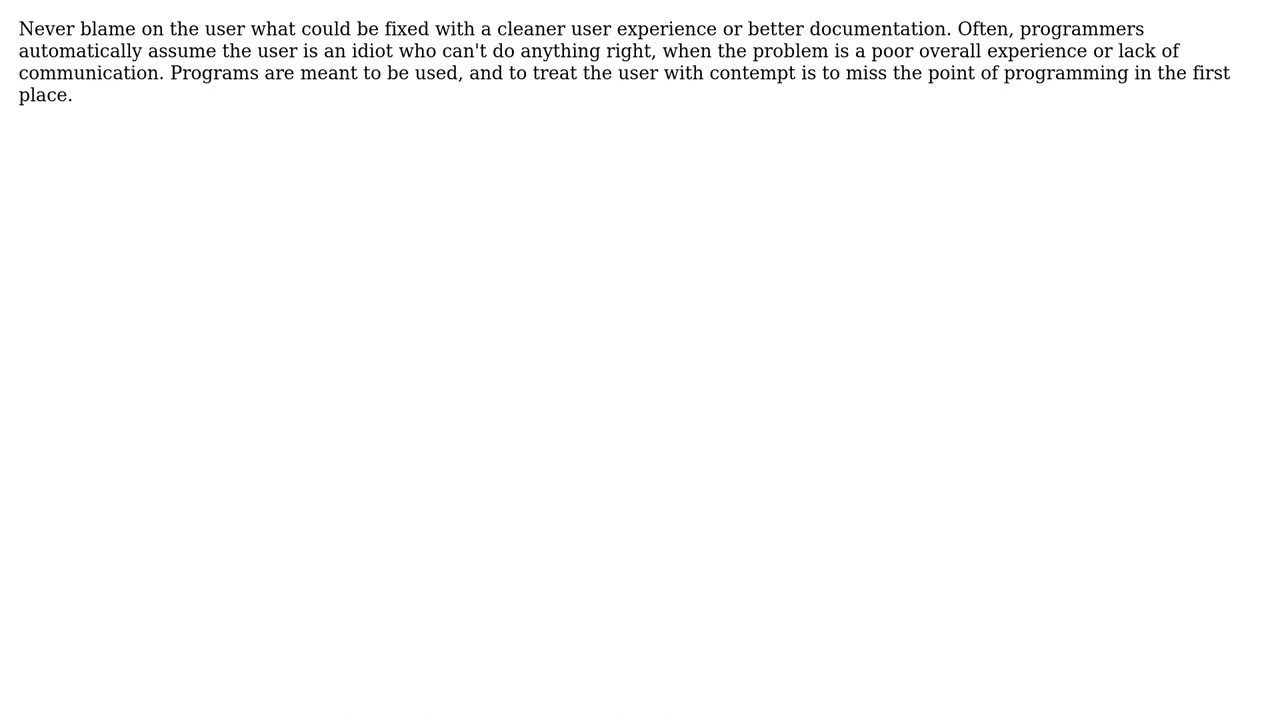 Never blame on the user what could be fixed with a cleaner user experience or better documentation. Often, programmers
automatically assume the user is an idiot who can't do anything right, when the problem is a poor overall experience or lack of
communication. Programs are meant to be used, and to treat the user with contempt is to miss the point of programming in the first
place.